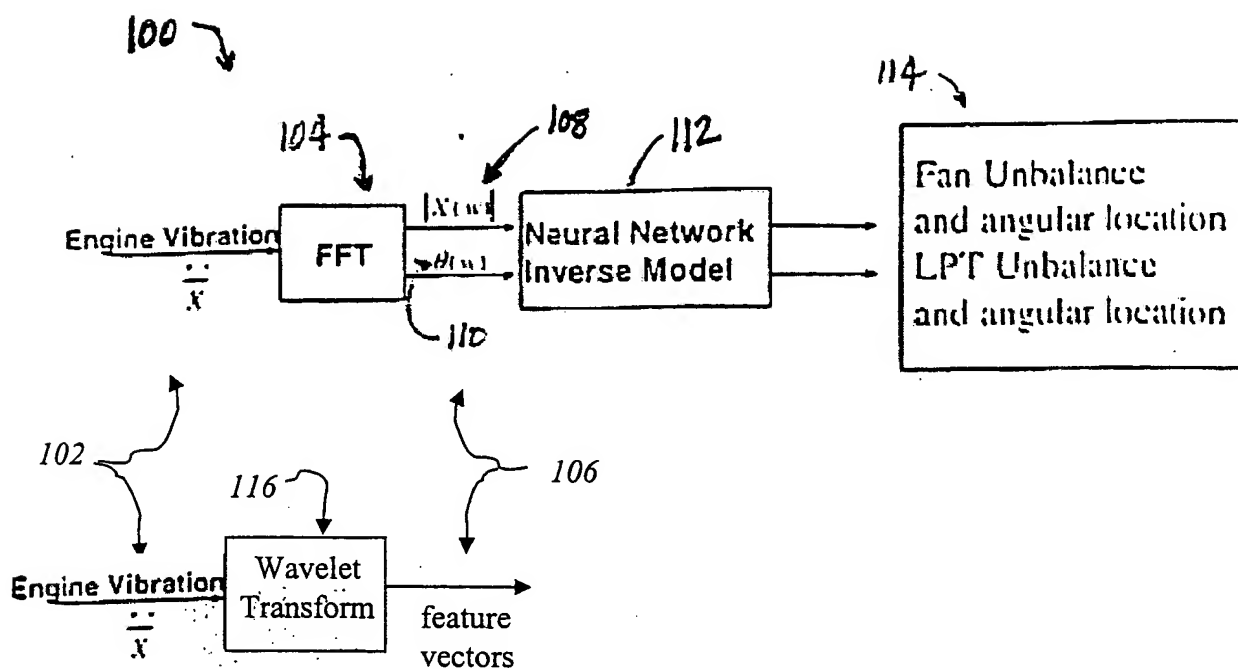 100
114
104
108
112
|X(w)|
Engine Vibration
ẍ
FFT
θ(w)
110
Neural Network
Inverse Model
Fan Unbalance
and angular location
LPT Unbalance
and angular location
102
106
116
Engine Vibration
ẍ
Wavelet
Transform
feature
vectors